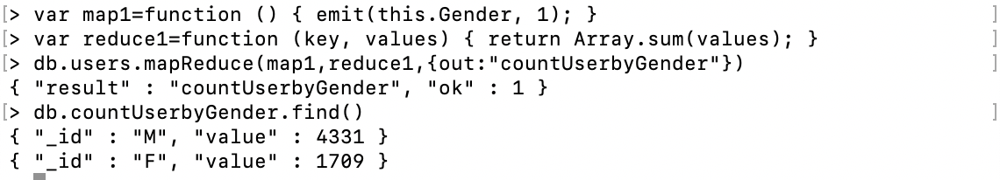 [> var map1=function () { emit(this.Gender, 1); } ]
[> var reduce1=function (key, values) { return Array.sum(values); } ]
[> db.users.mapReduce(map1,reduce1,{out:"countUserbyGender"}) ]
{ "result" : "countUserbyGender", "ok" : 1 }
[> db.countUserbyGender.find() ]
{ "_id" : "M", "value" : 4331 }
{ "_id" : "F", "value" : 1709 }